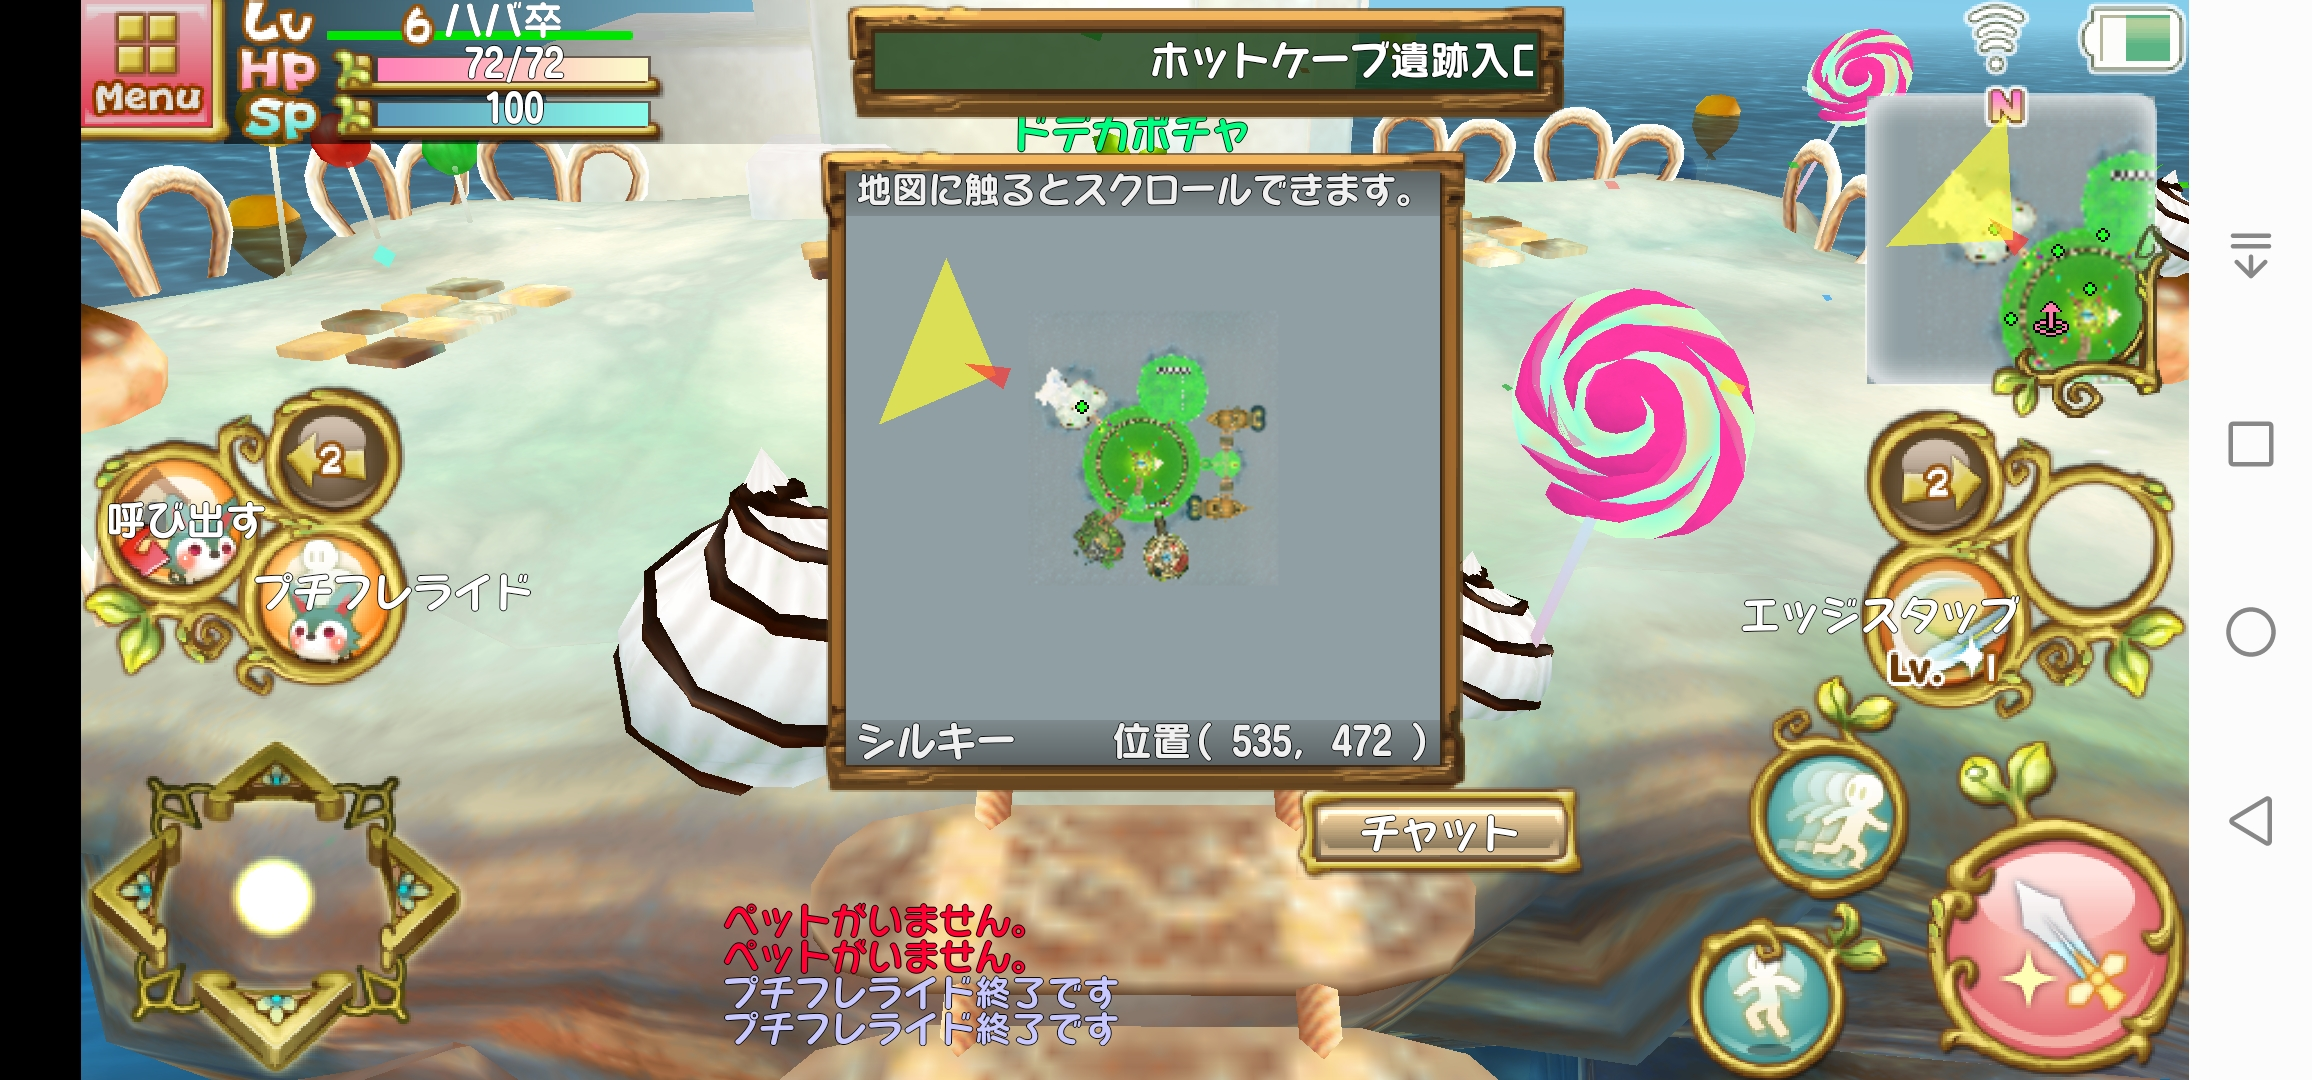 Menu
Lv 6 ハバ卒
Hp 72/72
Sp 100
ホットケーブ遺跡入
ドデカボチャ
地図に触るとスクロールできます。
N
2
呼び出す
プチフレライド
2
エッジスタッブ
Lv. 1
シルキー 位置( 535, 472 )
チャット
ペットがいません。
ペットがいません。
プチフレライド終了です
プチフレライド終了です